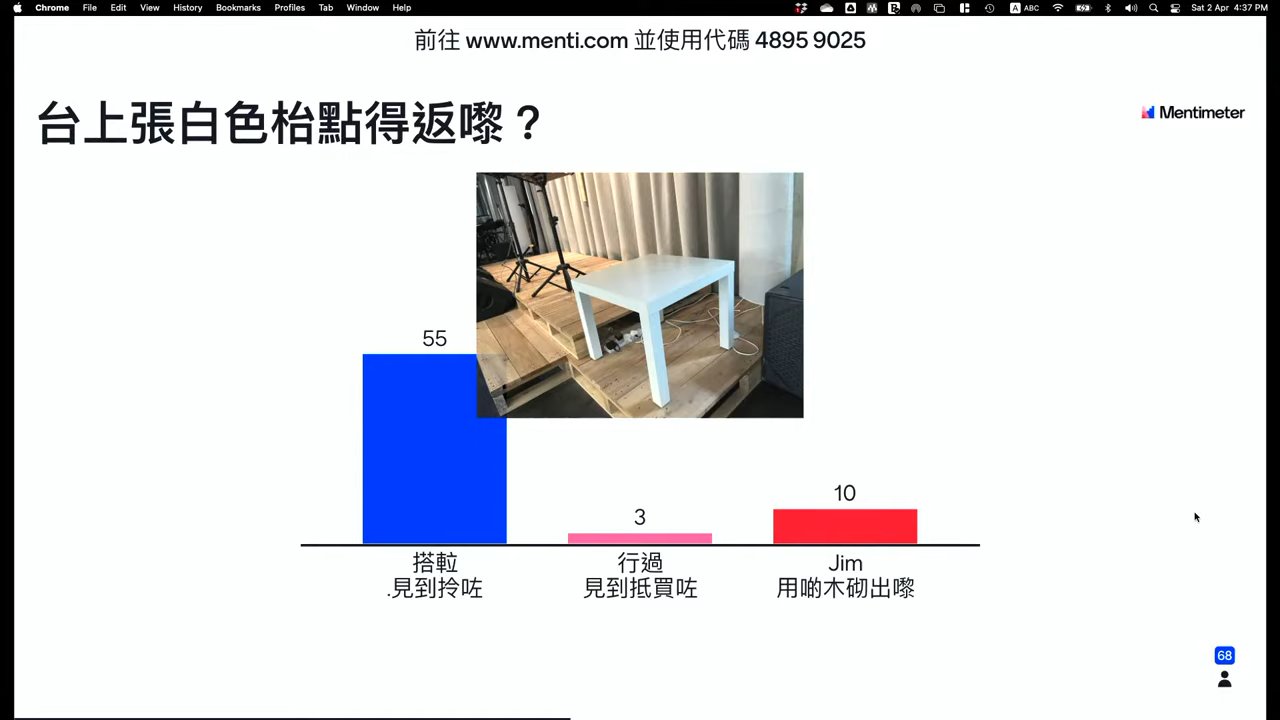 Chrome File Edit View History Bookmarks Profiles Tab Window Help
ABC
Sat 2 Apr 4:37 PM
前往 www.menti.com 並使用代碼 4895 9025
台上張白色枱點得返嚟？
Mentimeter
55
3
10
搭𨋢
.見到拎咗
行過
見到抵買咗
Jim
用啲木砌出嚟
68